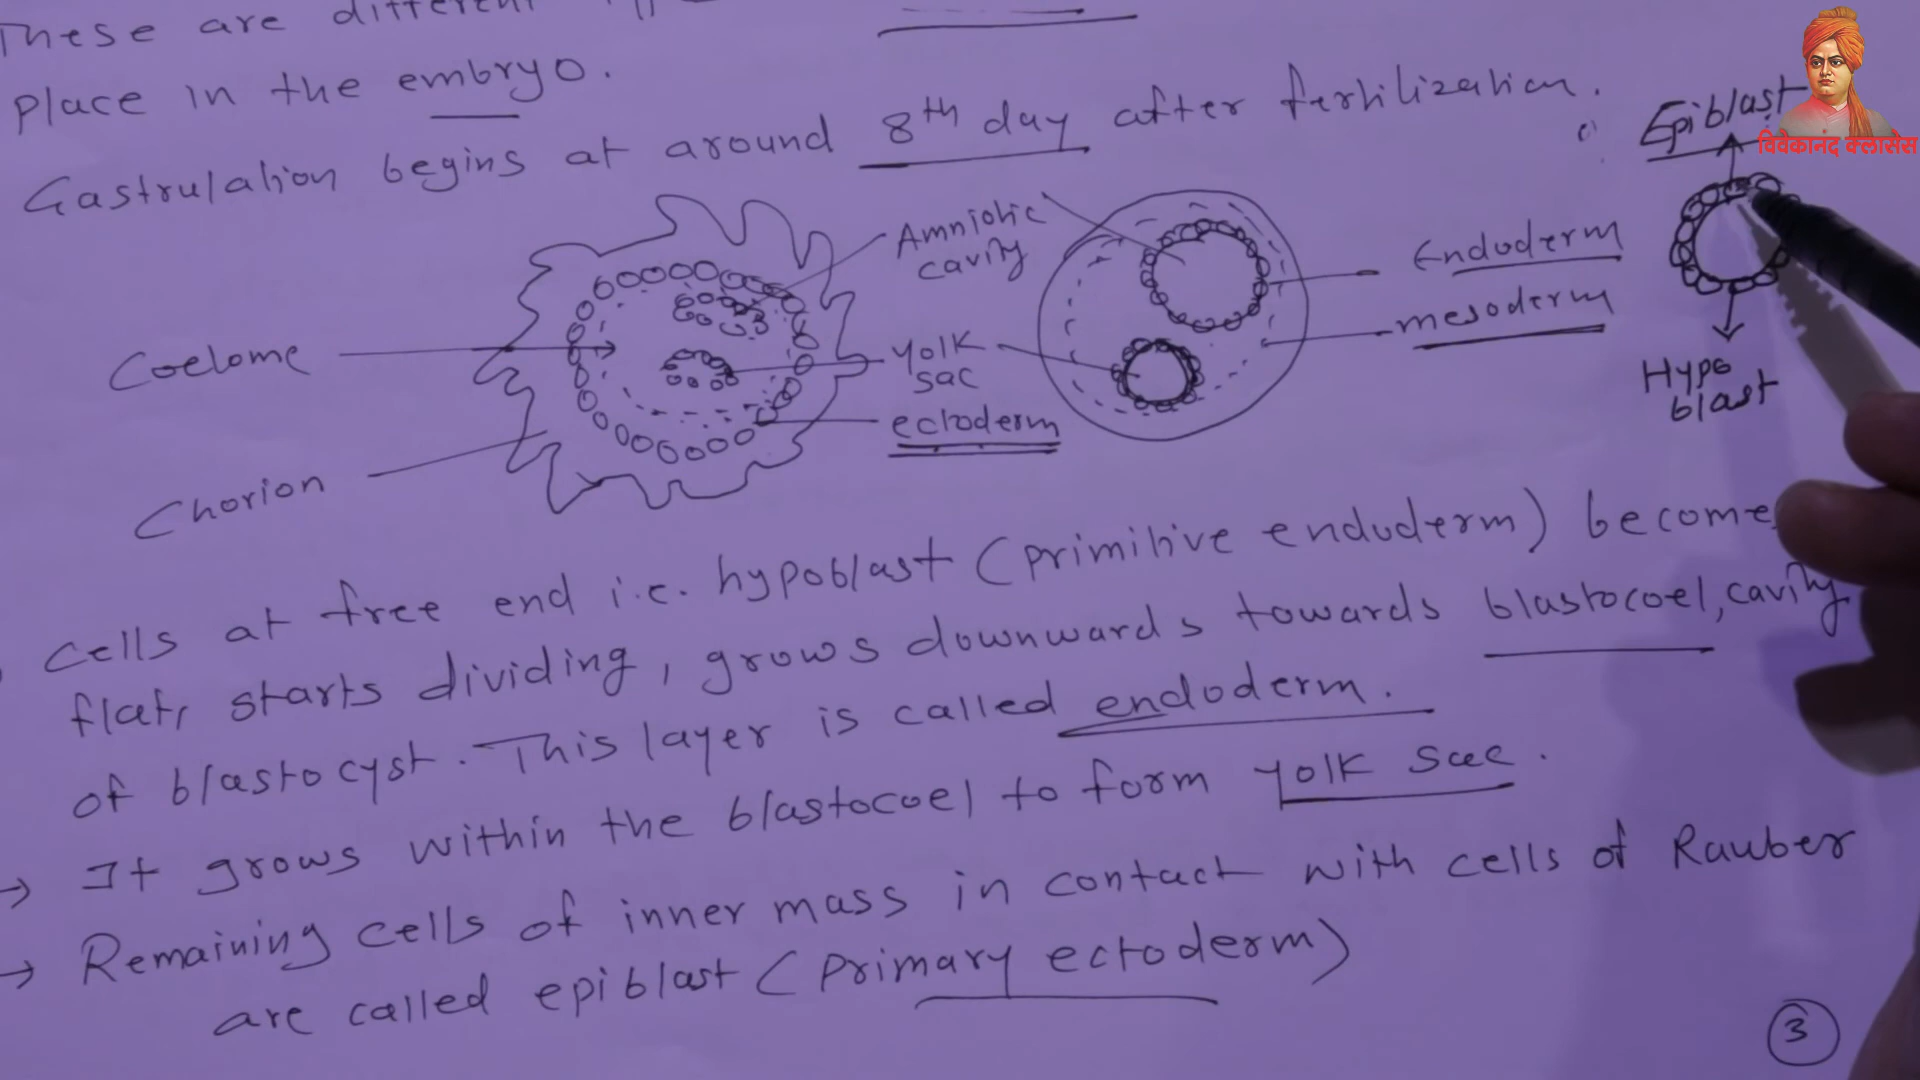 These are different
place in the embryo.
Gastrulation begins at around 8th day after fertilization.
Epiblast
विवेकानंद क्लासेस
Amniotic
cavity
Endoderm
mesoderm
Coelome
yolk
sac
Hypo
blast
ectoderm
Chorion
cells at free end i.e. hypoblast (primitive endoderm) become
flat, starts dividing, grows downwards towards blastocoel, cavity
of blastocyst. This layer is called endoderm.
→ It grows within the blastocoel to form yolk sac.
→ Remaining cells of inner mass in contact with cells of Rauber
are called epiblast (primary ectoderm)
3